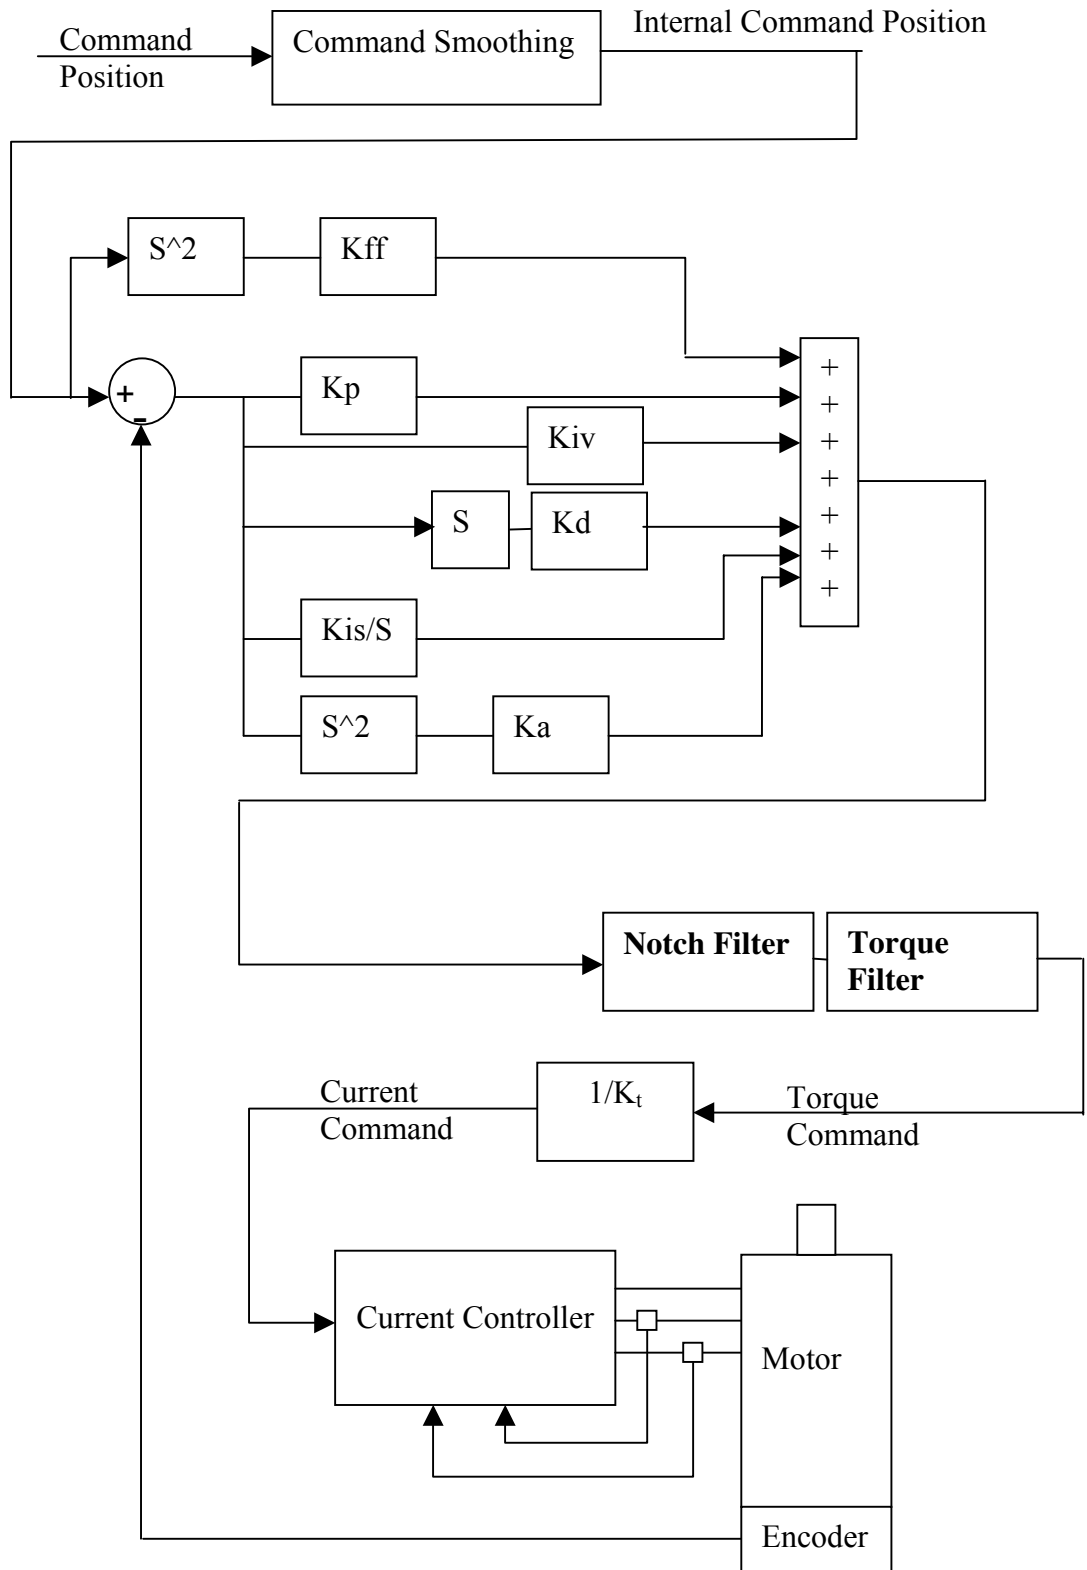 Internal Command Position
Command
Position
Command Smoothing
S^2
Kff
+
-
Kp
Kiv
S
Kd
Kis/S
S^2
Ka
+
+
+
+
+
+
+
Notch Filter
Torque
Filter
Current
Command
1/Kt
Torque
Command
Current Controller
Motor
Encoder